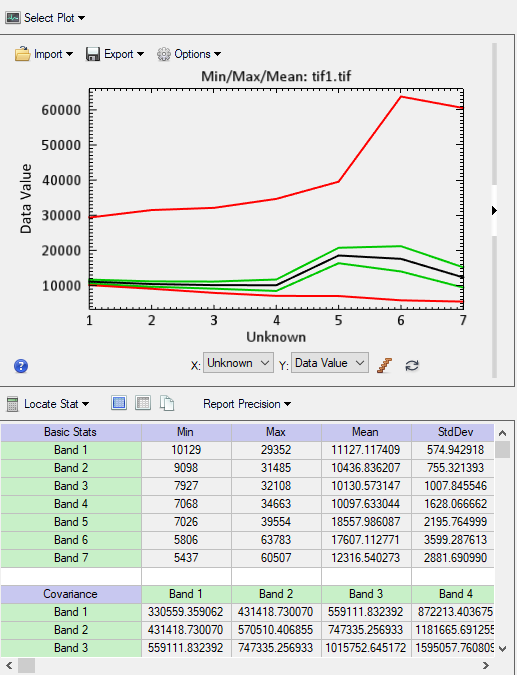 Select Plot
Import Export Options
Min/Max/Mean: tif1.tif
60000
50000
40000
30000
20000
10000
Data Value
1 2 3 4 5 6 7
Unknown
X: Unknown Y: Data Value
Locate Stat Report Precision
Basic Stats Min Max Mean StdDev
Band 1 10129 29352 11127.117409 574.942918
Band 2 9098 31485 10436.836207 755.321393
Band 3 7927 32108 10130.573147 1007.845546
Band 4 7068 34663 10097.633044 1628.066662
Band 5 7026 39554 18557.986087 2195.764999
Band 6 5806 63783 17607.112771 3599.287613
Band 7 5437 60507 12316.540273 2881.690990
Covariance Band 1 Band 2 Band 3 Band 4
Band 1 330559.359062 431418.730070 559111.832392 872213.403675
Band 2 431418.730070 570510.406855 747335.256933 1181665.691255
Band 3 559111.832392 747335.256933 1015752.645172 1595057.760809